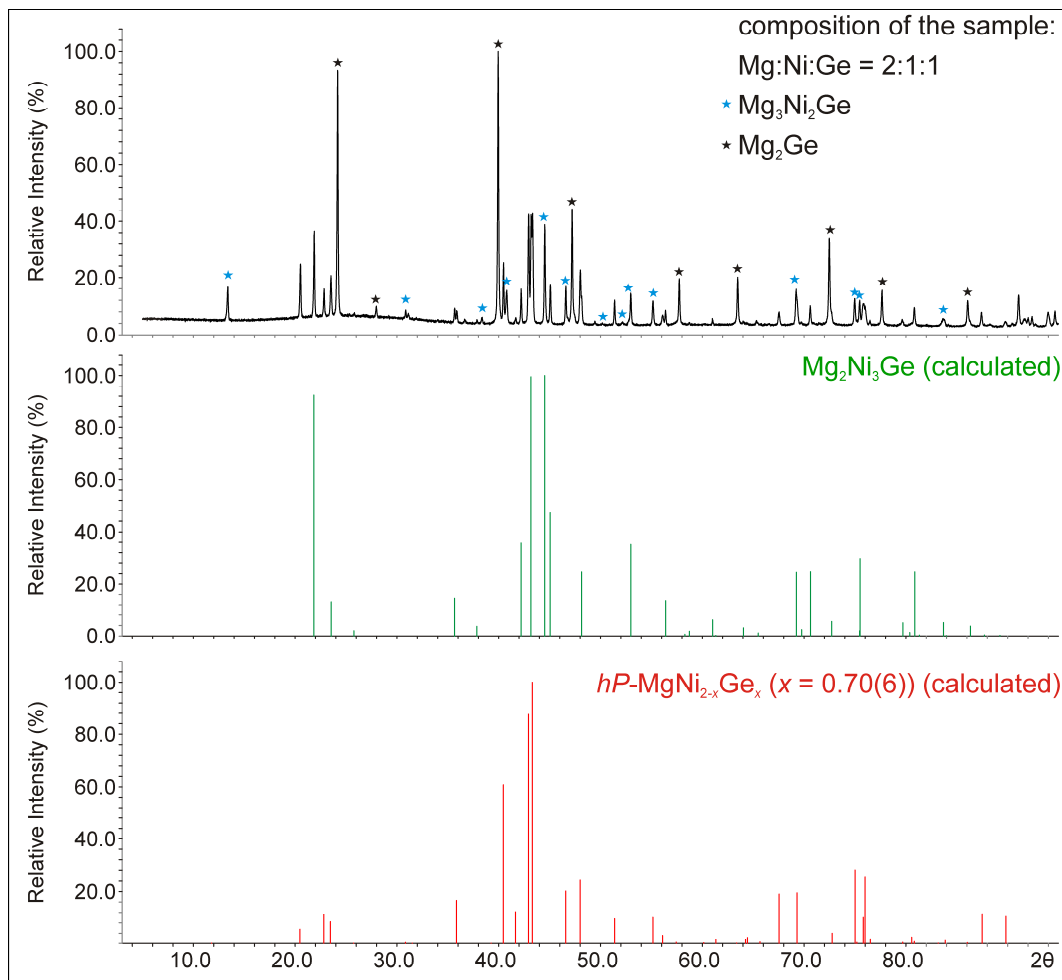 composition of the sample:
Mg:Ni:Ge = 2:1:1
★ Mg₃Ni₂Ge
★ Mg₂Ge
Relative Intensity (%)
100.0
80.0
60.0
40.0
20.0
0.0
Mg₂Ni₃Ge (calculated)
Relative Intensity (%)
100.0
80.0
60.0
40.0
20.0
0.0
hP-MgNi₂₋ₓGeₓ (x = 0.70(6)) (calculated)
Relative Intensity (%)
100.0
80.0
60.0
40.0
20.0
10.0 20.0 30.0 40.0 50.0 60.0 70.0 80.0 2θ